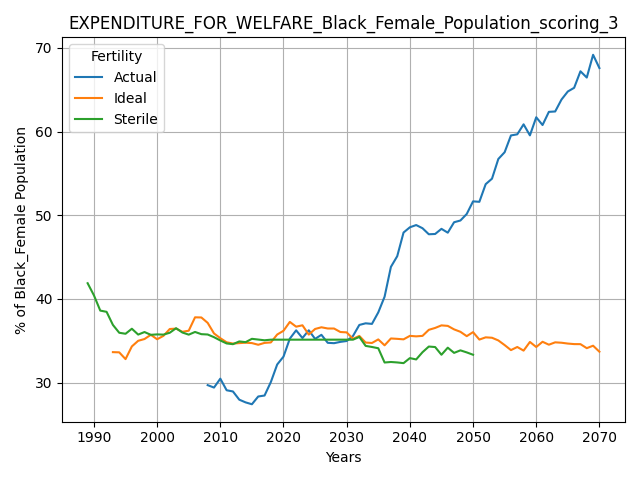 EXPENDITURE_FOR_WELFARE_Black_Female_Population_scoring_3
Fertility
Actual
Ideal
Sterile
% of Black_Female Population
70
60
50
40
30
1990 2000 2010 2020 2030 2040 2050 2060 2070
Years